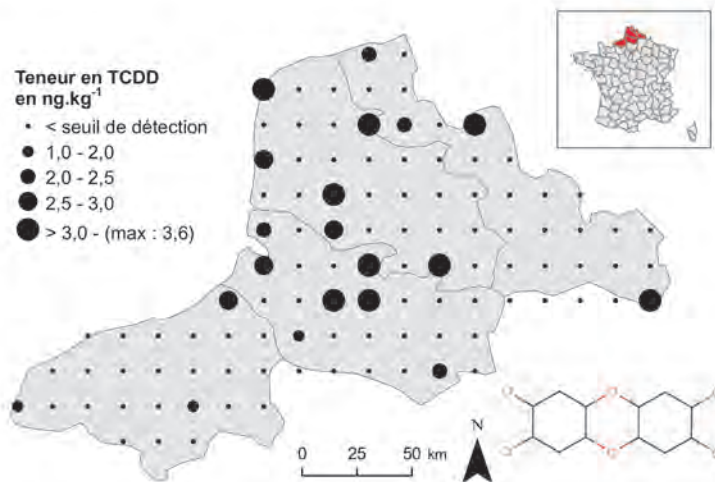 Teneur en TCDD
en ng.kg-1
< seuil de détection
1,0 - 2,0
2,0 - 2,5
2,5 - 3,0
> 3,0 - (max : 3,6)
N
0 25 50 km